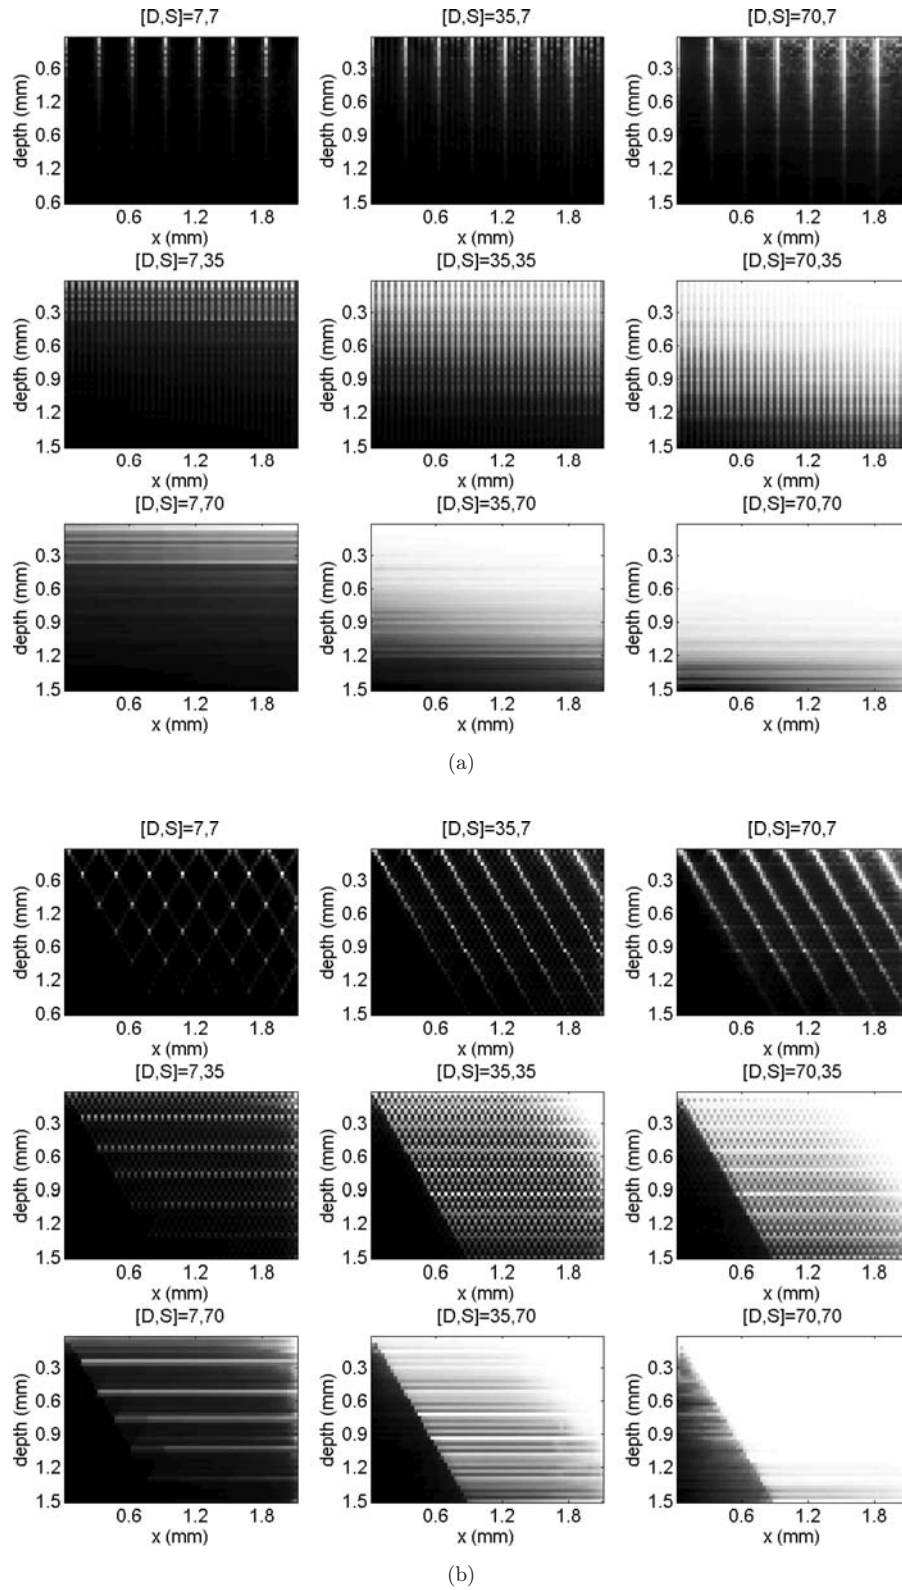 [D,S]=7,7 [D,S]=35,7 [D,S]=70,7
depth (mm) 0.6 1.2 0.6 1.2 0.6 depth (mm) 0.3 0.6 0.9 1.2 1.5 depth (mm) 0.3 0.6 0.9 1.2 1.5
0.6 1.2 1.8 0.6 1.2 1.8 0.6 1.2 1.8
x (mm) x (mm) x (mm)
[D,S]=7,35 [D,S]=35,35 [D,S]=70,35
depth (mm) 0.3 0.6 0.9 1.2 1.5 depth (mm) 0.3 0.6 0.9 1.2 1.5 depth (mm) 0.3 0.6 0.9 1.2 1.5
0.6 1.2 1.8 0.6 1.2 1.8 0.6 1.2 1.8
x (mm) x (mm) x (mm)
[D,S]=7,70 [D,S]=35,70 [D,S]=70,70
depth (mm) 0.3 0.6 0.9 1.2 1.5 depth (mm) 0.3 0.6 0.9 1.2 1.5 depth (mm) 0.3 0.6 0.9 1.2 1.5
0.6 1.2 1.8 0.6 1.2 1.8 0.6 1.2 1.8
x (mm) x (mm) x (mm)
(a)
[D,S]=7,7 [D,S]=35,7 [D,S]=70,7
depth (mm) 0.6 1.2 0.6 1.2 0.6 depth (mm) 0.3 0.6 0.9 1.2 1.5 depth (mm) 0.3 0.6 0.9 1.2 1.5
0.6 1.2 1.8 0.6 1.2 1.8 0.6 1.2 1.8
x (mm) x (mm) x (mm)
[D,S]=7,35 [D,S]=35,35 [D,S]=70,35
depth (mm) 0.3 0.6 0.9 1.2 1.5 depth (mm) 0.3 0.6 0.9 1.2 1.5 depth (mm) 0.3 0.6 0.9 1.2 1.5
0.6 1.2 1.8 0.6 1.2 1.8 0.6 1.2 1.8
x (mm) x (mm) x (mm)
[D,S]=7,70 [D,S]=35,70 [D,S]=70,70
depth (mm) 0.3 0.6 0.9 1.2 1.5 depth (mm) 0.3 0.6 0.9 1.2 1.5 depth (mm) 0.3 0.6 0.9 1.2 1.5
0.6 1.2 1.8 0.6 1.2 1.8 0.6 1.2 1.8
x (mm) x (mm) x (mm)
(b)